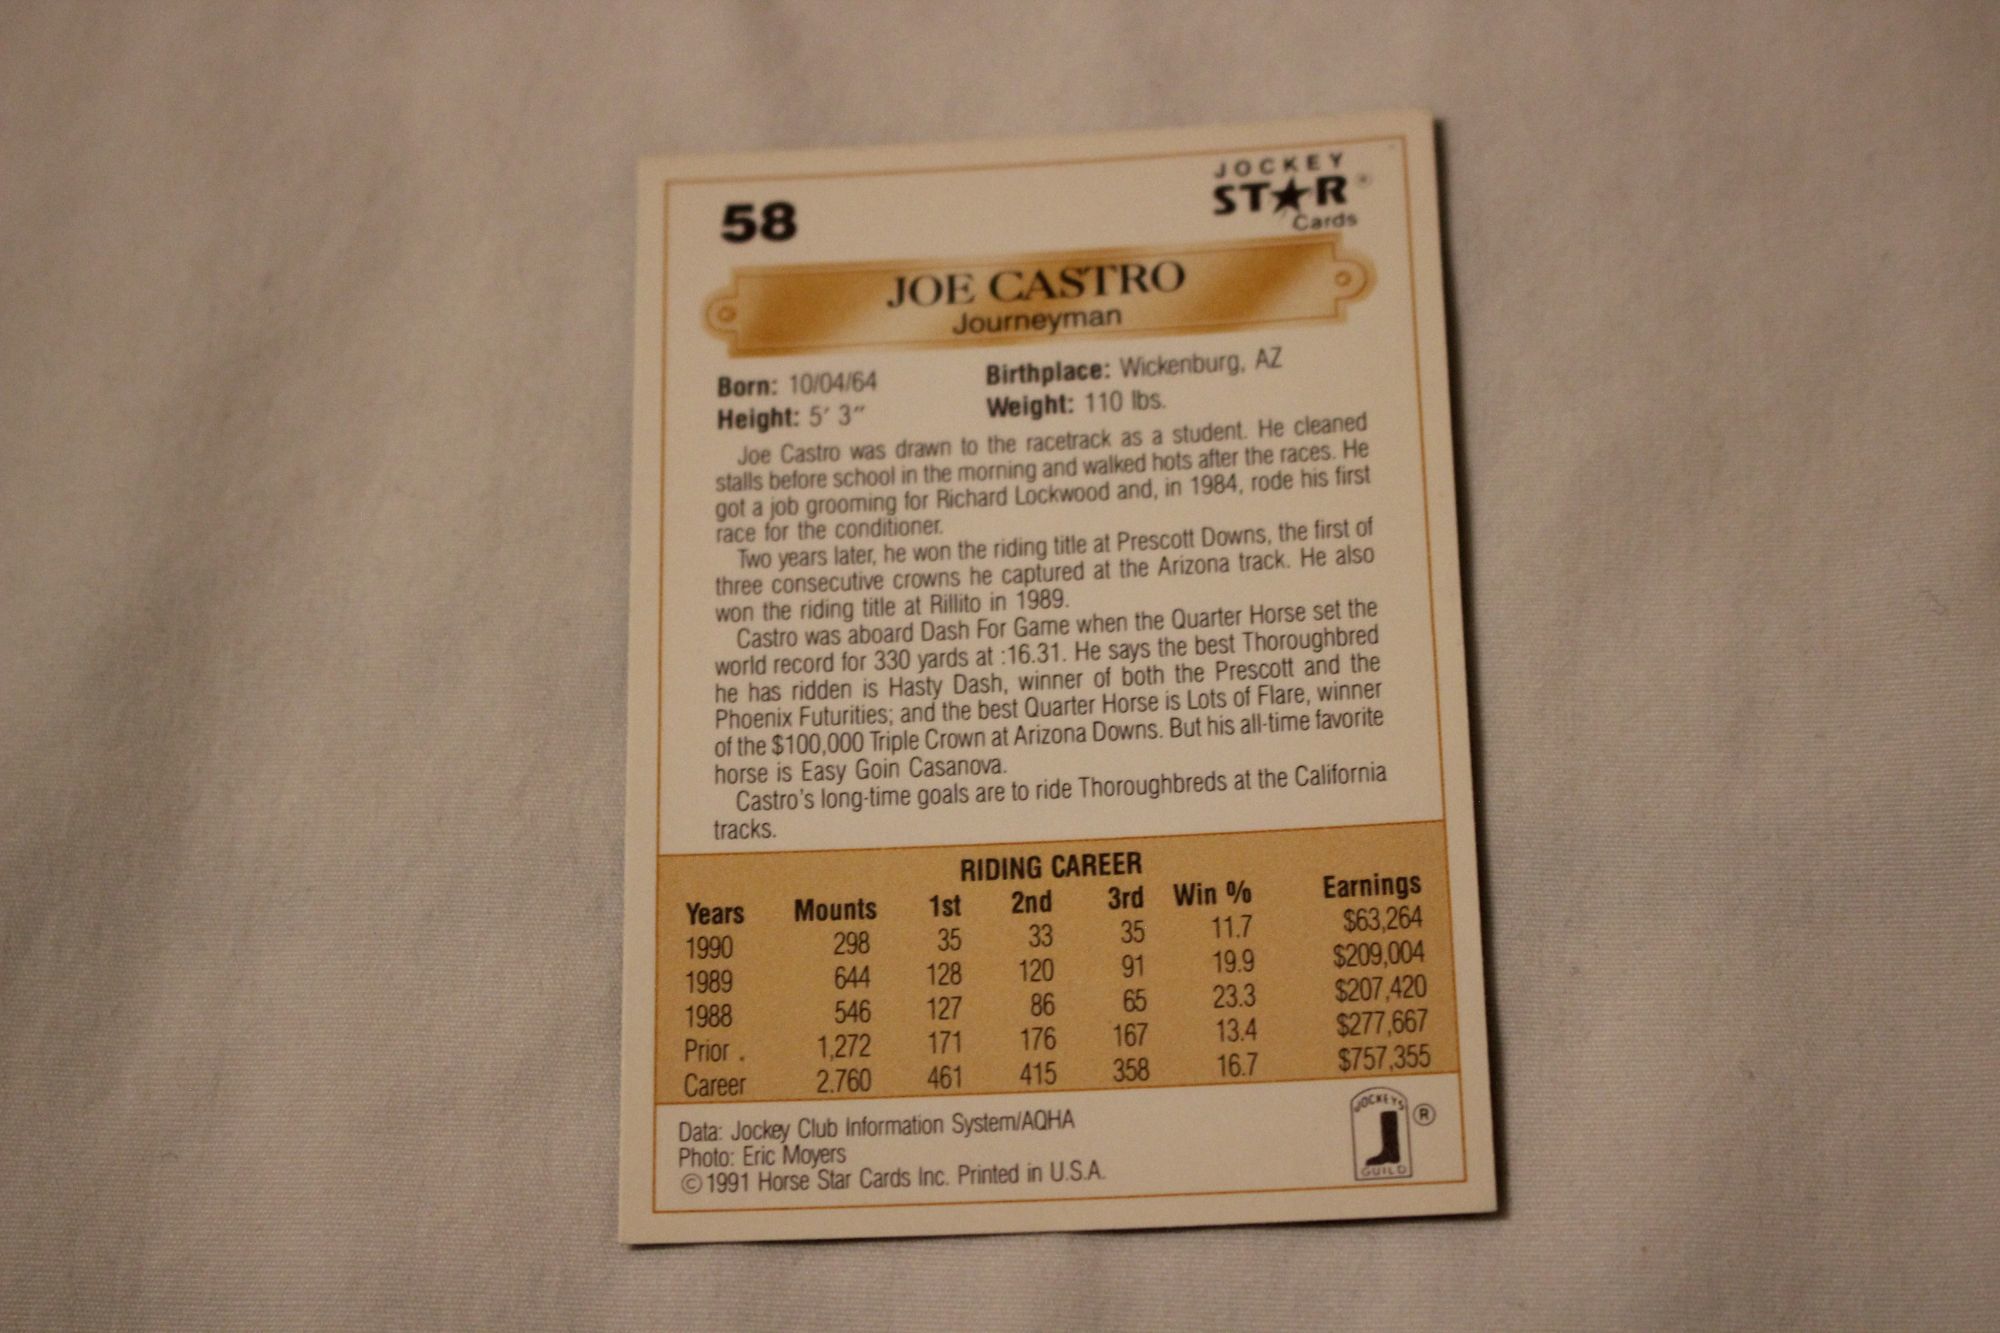 58
JOCKEY
ST★R®
Cards
JOE CASTRO
Journeyman
Born: 10/04/64 Birthplace: Wickenburg, AZ
Height: 5′ 3″ Weight: 110 lbs.
Joe Castro was drawn to the racetrack as a student. He cleaned
stalls before school in the morning and walked hots after the races. He
got a job grooming for Richard Lockwood and, in 1984, rode his first
race for the conditioner.
Two years later, he won the riding title at Prescott Downs, the first of
three consecutive crowns he captured at the Arizona track. He also
won the riding title at Rillito in 1989.
Castro was aboard Dash For Game when the Quarter Horse set the
world record for 330 yards at :16.31. He says the best Thoroughbred
he has ridden is Hasty Dash, winner of both the Prescott and the
Phoenix Futurities; and the best Quarter Horse is Lots of Flare, winner
of the $100,000 Triple Crown at Arizona Downs. But his all-time favorite
horse is Easy Goin Casanova.
Castro's long-time goals are to ride Thoroughbreds at the California
tracks.
RIDING CAREER
Years Mounts 1st 2nd 3rd Win % Earnings
1990 298 35 33 35 11.7 $63,264
1989 644 128 120 91 19.9 $209,004
1988 546 127 86 65 23.3 $207,420
Prior . 1,272 171 176 167 13.4 $277,667
Career 2.760 461 415 358 16.7 $757,355
Data: Jockey Club Information System/AQHA
Photo: Eric Moyers
© 1991 Horse Star Cards Inc. Printed in U.S.A.
JOCKEYS
GUILD
®